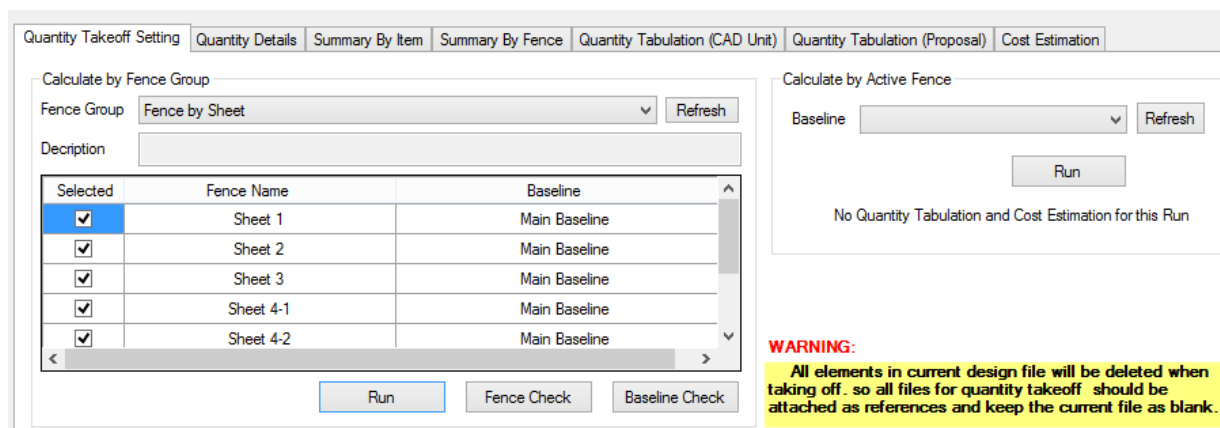 Quantity Takeoff Setting Quantity Details Summary By Item Summary By Fence Quantity Tabulation (CAD Unit) Quantity Tabulation (Proposal) Cost Estimation
Calculate by Fence Group
Fence Group Fence by Sheet Refresh
Decription
Selected Fence Name Baseline
Sheet 1 Main Baseline
Sheet 2 Main Baseline
Sheet 3 Main Baseline
Sheet 4-1 Main Baseline
Sheet 4-2 Main Baseline
Run Fence Check Baseline Check
Calculate by Active Fence
Baseline Refresh
Run
No Quantity Tabulation and Cost Estimation for this Run
WARNING:
All elements in current design file will be deleted when
taking off. so all files for quantity takeoff should be
attached as references and keep the current file as blank.